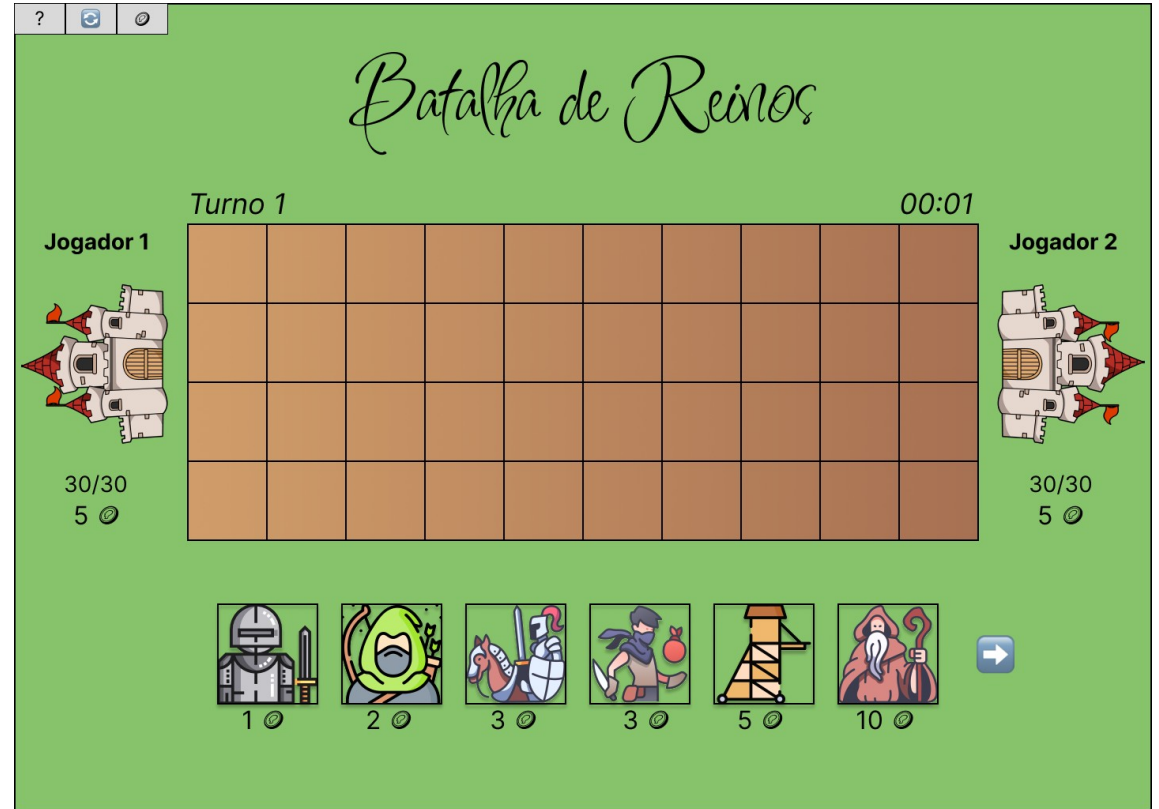 ?
Batalha de Reinos
Turno 1 00:01
Jogador 1 Jogador 2
30/30 30/30
5 5
1 2 3 3 5 10